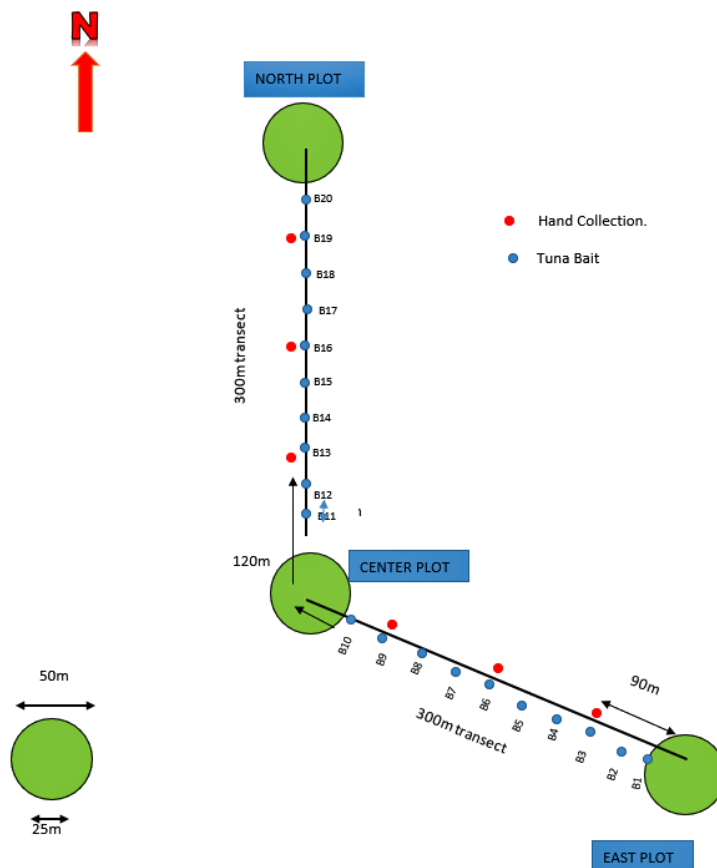 N
NORTH PLOT
B20
Hand Collection.
B19
Tuna Bait
B18
B17
300m transect
B16
B15
B14
B13
B12
B11
120m
CENTER PLOT
B10
B9
B8
B7
B6
B5
B4
B3
B2
B1
90m
300m transect
50m
25m
EAST PLOT